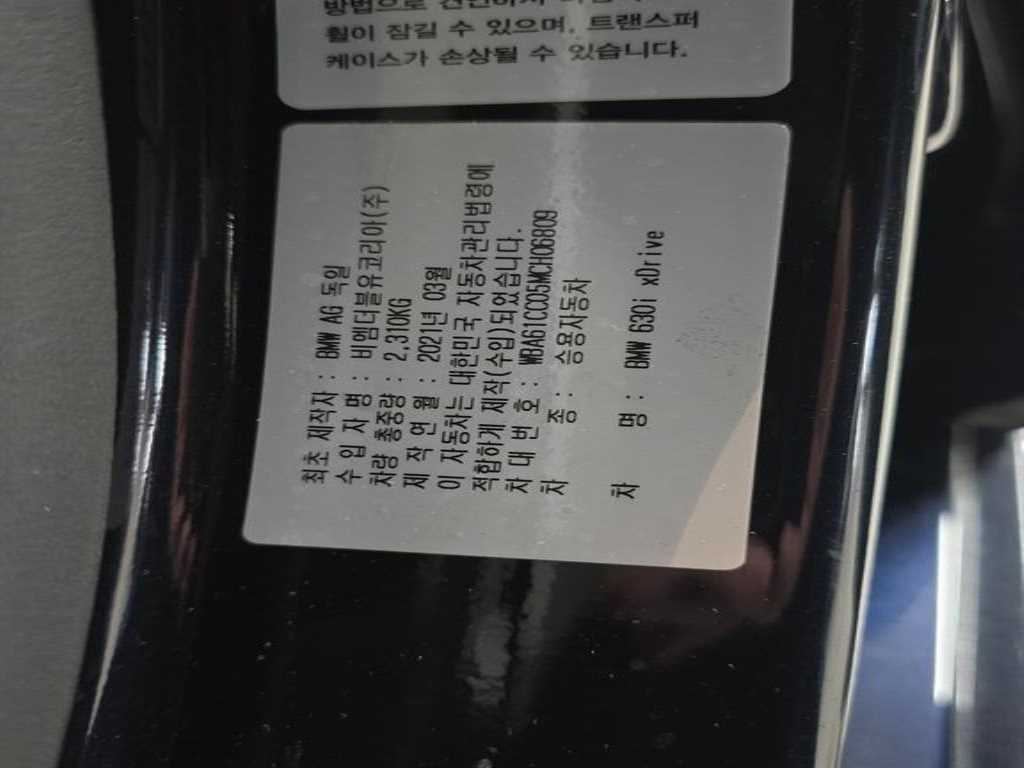 방법으로 견인하지
휠이 잠길 수 있으며, 트랜스퍼
케이스가 손상될 수 있습니다.
최초 제작자 : BMW AG 독일
수 입 자 명 : 비엠더블유코리아(주)
차량 총중량 : 2,310KG
제 작 연 월 : 2021년 03월
이 자동차는 대한민국 자동차관리법령에
적합하게 제작(수입)되었습니다.
차 대 번 호 : WBA61CC05MCH06809
차 종 : 승용자동차
차 명 : BMW 630i xDrive